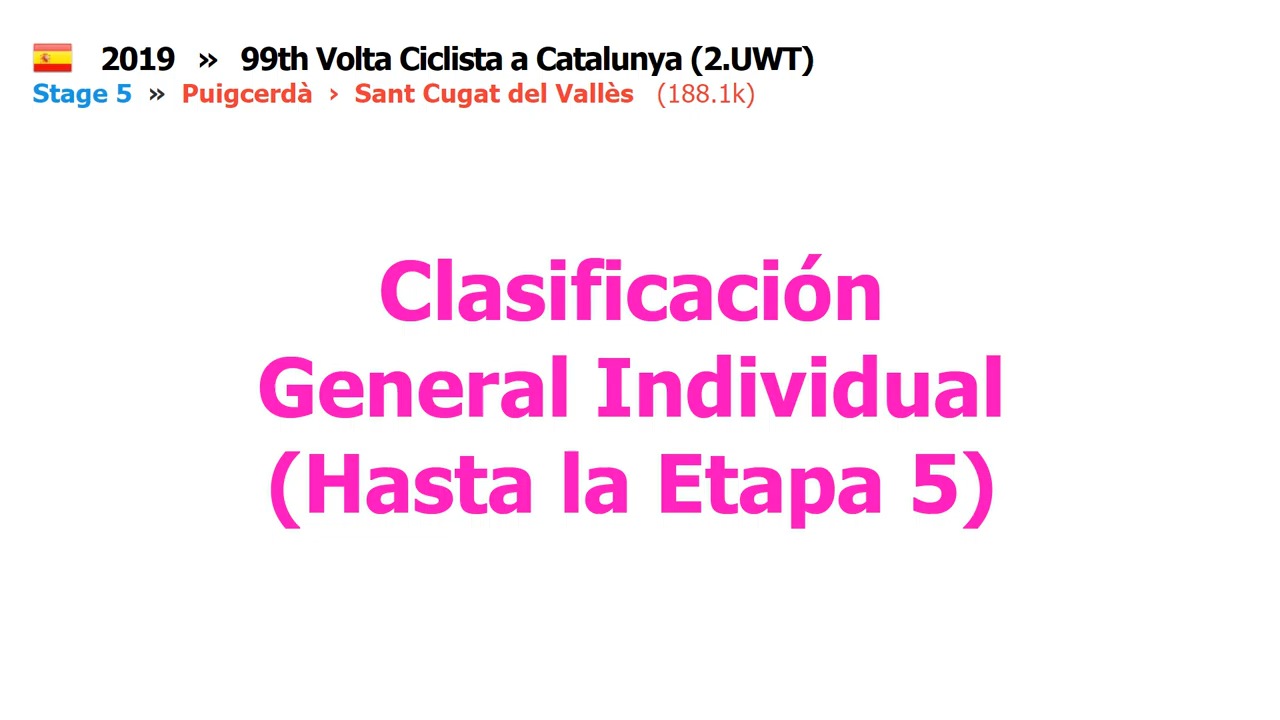 2019 » 99th Volta Ciclista a Catalunya (2.UWT)
Stage 5 » Puigcerdà › Sant Cugat del Vallès (188.1k)
Clasificación
General Individual
(Hasta la Etapa 5)